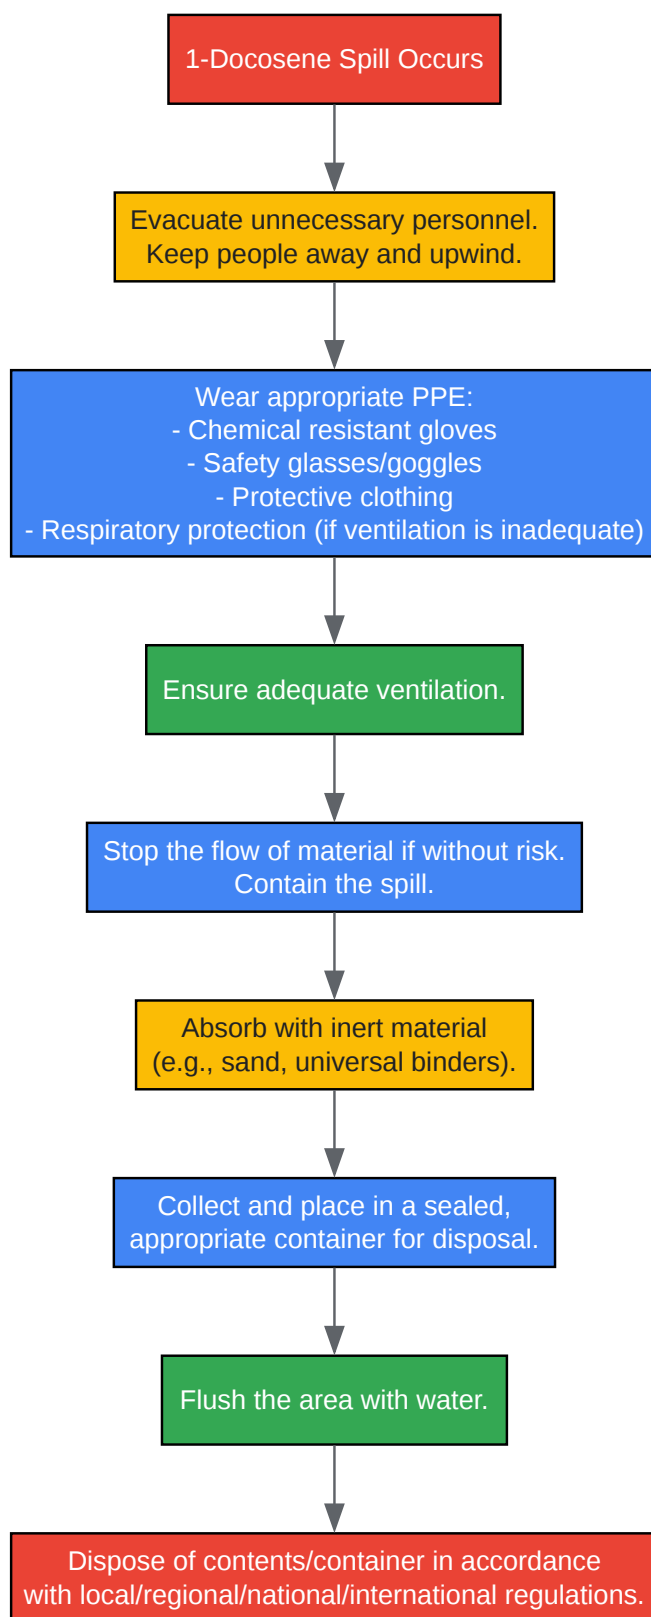 1-Docosene Spill Occurs
Evacuate unnecessary personnel.
Keep people away and upwind.
Wear appropriate PPE:
- Chemical resistant gloves
- Safety glasses/goggles
- Protective clothing
- Respiratory protection (if ventilation is inadequate)
Ensure adequate ventilation.
Stop the flow of material if without risk.
Contain the spill.
Absorb with inert material
(e.g., sand, universal binders).
Collect and place in a sealed,
appropriate container for disposal.
Flush the area with water.
Dispose of contents/container in accordance
with local/regional/national/international regulations.